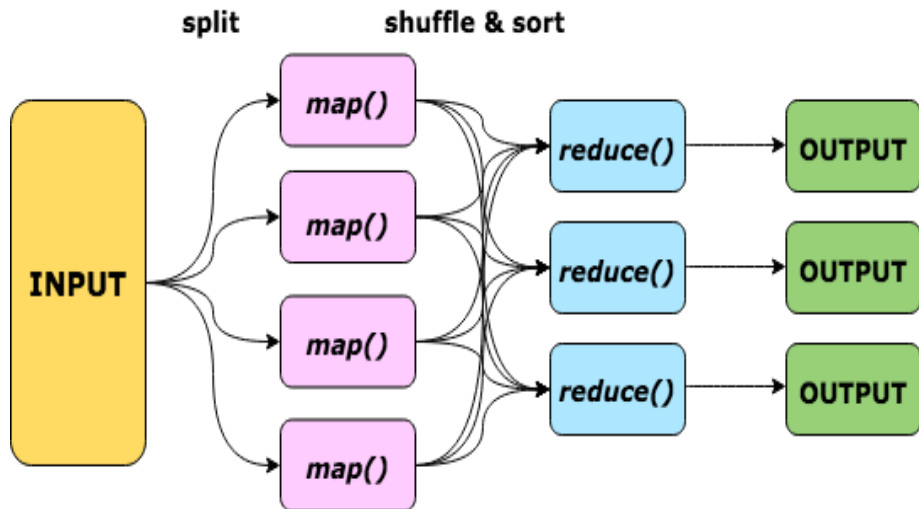 split
shuffle & sort
INPUT
map()
map()
map()
map()
reduce()
reduce()
reduce()
OUTPUT
OUTPUT
OUTPUT